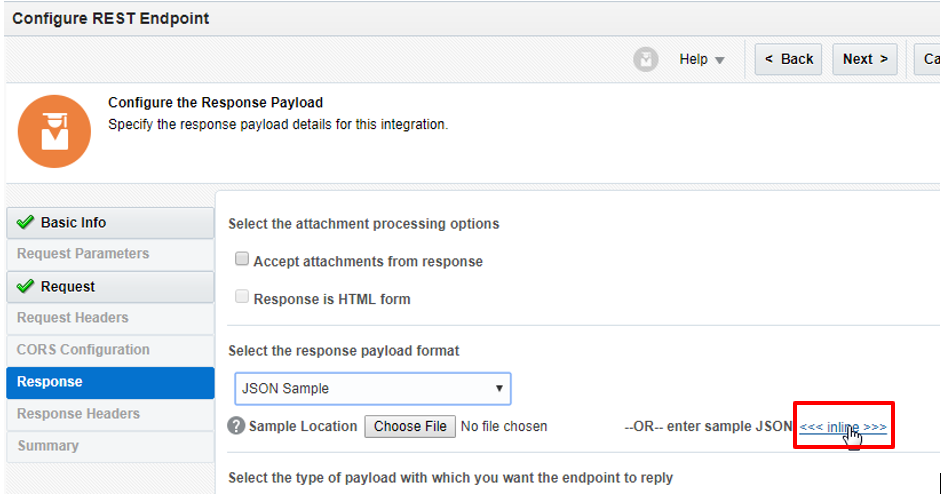 Configure REST Endpoint
Help
< Back
Next >
Ca
Configure the Response Payload
Specify the response payload details for this integration.
Basic Info
Request Parameters
Request
Request Headers
CORS Configuration
Response
Response Headers
Summary
Select the attachment processing options
Accept attachments from response
Response is HTML form
Select the response payload format
JSON Sample
? Sample Location Choose File No file chosen --OR-- enter sample JSON <<< inline >>>
Select the type of payload with which you want the endpoint to reply